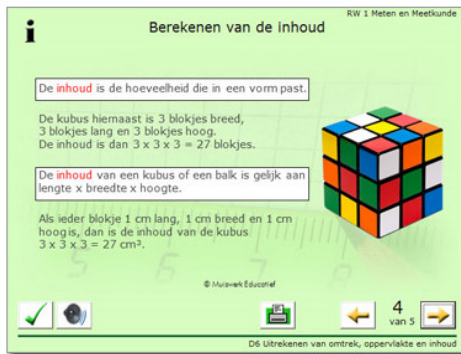 RW 1 Meten en Meetkunde
i
Berekenen van de inhoud
De inhoud is de hoeveelheid die in een vorm past.
De kubus hiernaast is 3 blokjes breed,
3 blokjes lang en 3 blokjes hoog.
De inhoud is dan 3 x 3 x 3 = 27 blokjes.
De inhoud van een kubus of een balk is gelijk aan
lengte x breedte x hoogte.
Als ieder blokje 1 cm lang, 1 cm breed en 1 cm
hoog is, dan is de inhoud van de kubus
3 x 3 x 3 = 27 cm³.
5 6 7 8
© Muiswerk Educatief
4
van 5
D6 Uitrekenen van omtrek, oppervlakte en inhoud